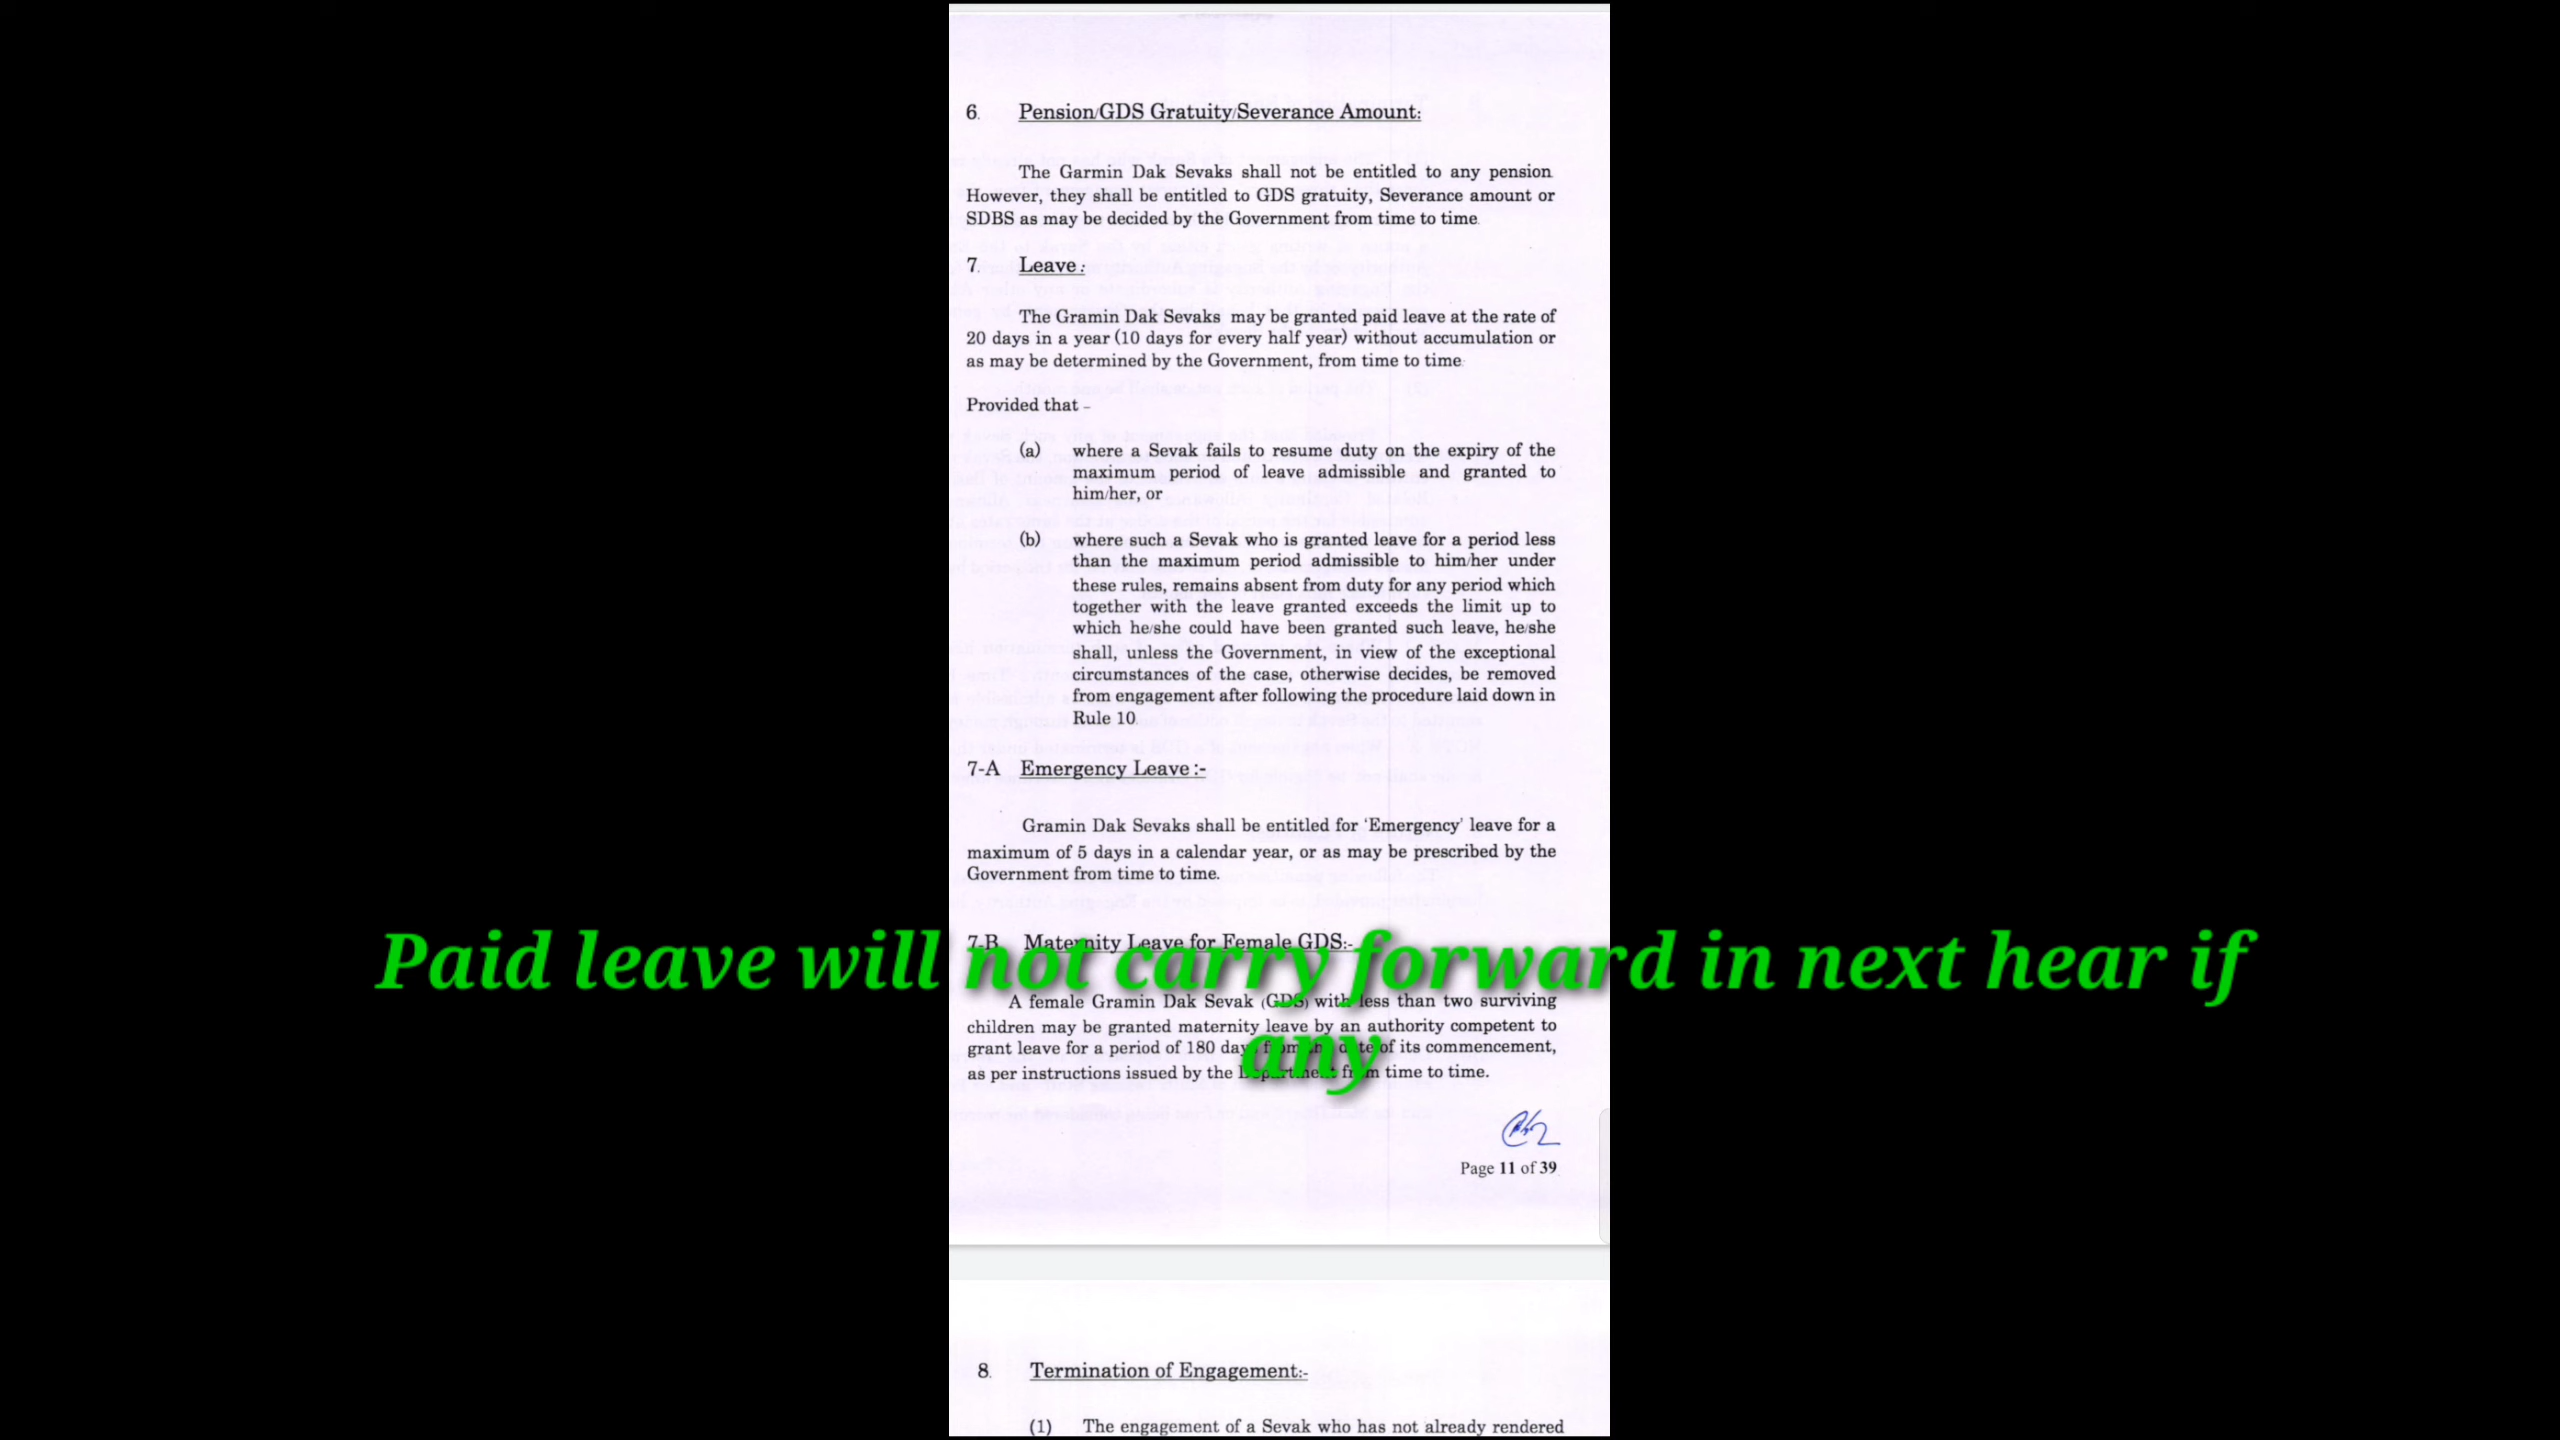 6. Pension/GDS Gratuity/Severance Amount:
The Garmin Dak Sevaks shall not be entitled to any pension
However, they shall be entitled to GDS gratuity, Severance amount or
SDBS as may be decided by the Government from time to time.
7. Leave:
The Gramin Dak Sevaks may be granted paid leave at the rate of
20 days in a year (10 days for every half year) without accumulation or
as may be determined by the Government, from time to time:
Provided that –
(a) where a Sevak fails to resume duty on the expiry of the
maximum period of leave admissible and granted to
him/her, or
(b) where such a Sevak who is granted leave for a period less
than the maximum period admissible to him/her under
these rules, remains absent from duty for any period which
together with the leave granted exceeds the limit up to
which he/she could have been granted such leave, he/she
shall, unless the Government, in view of the exceptional
circumstances of the case, otherwise decides, be removed
from engagement after following the procedure laid down in
Rule 10.
7-A Emergency Leave:-
Gramin Dak Sevaks shall be entitled for 'Emergency' leave for a
maximum of 5 days in a calendar year, or as may be prescribed by the
Government from time to time.
7-B Maternity Leave for Female GDS:-
Paid leave will not carry forward in next hear if
any
A female Gramin Dak Sevak (GDS) with less than two surviving
children may be granted maternity leave by an authority competent to
grant leave for a period of 180 days from the date of its commencement,
as per instructions issued by the Department from time to time.
Page 11 of 39
8. Termination of Engagement:-
(1) The engagement of a Sevak who has not already rendered